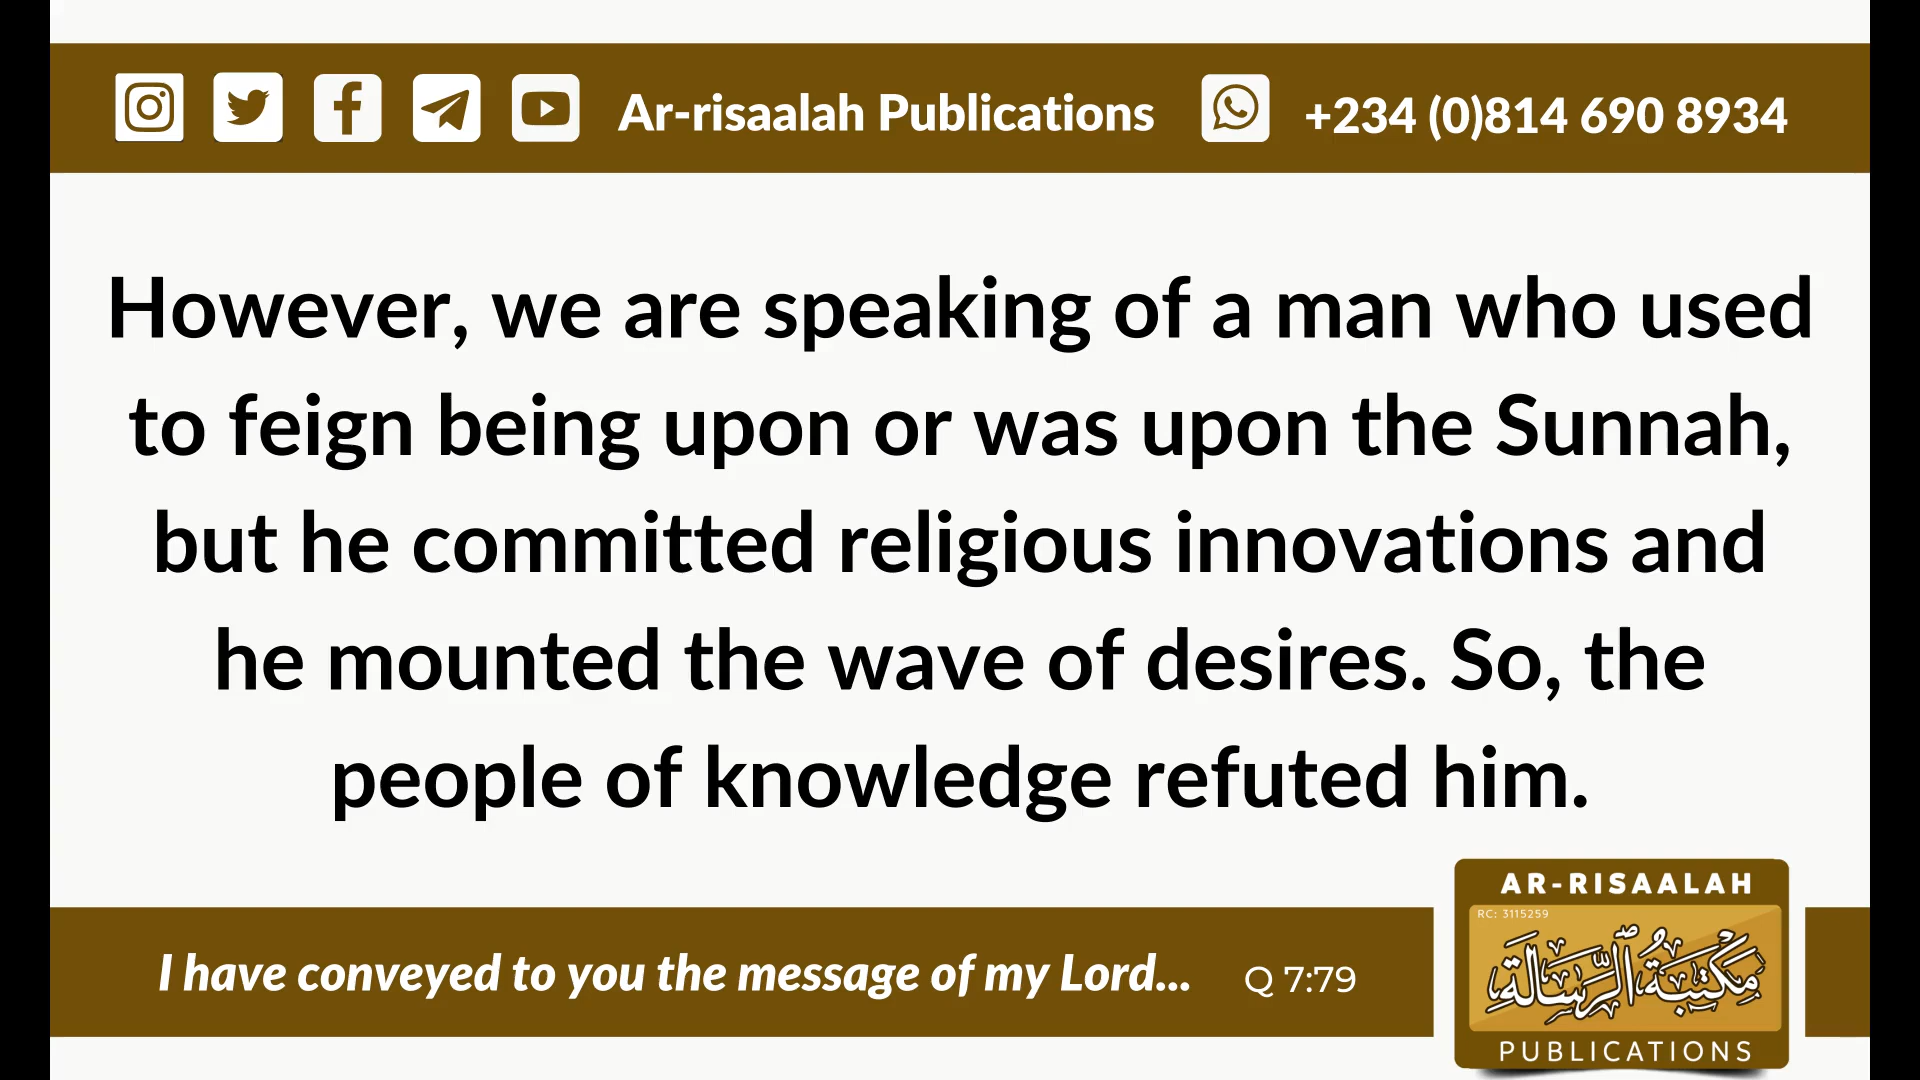 Ar-risaalah Publications
+234 (0)814 690 8934
However, we are speaking of a man who used
to feign being upon or was upon the Sunnah,
but he committed religious innovations and
he mounted the wave of desires. So, the
people of knowledge refuted him.
I have conveyed to you the message of my Lord...
Q 7:79
AR-RISAALAH
RC: 3115259
مَكْتَبَةُ الرِّسَالَةِ
PUBLICATIONS